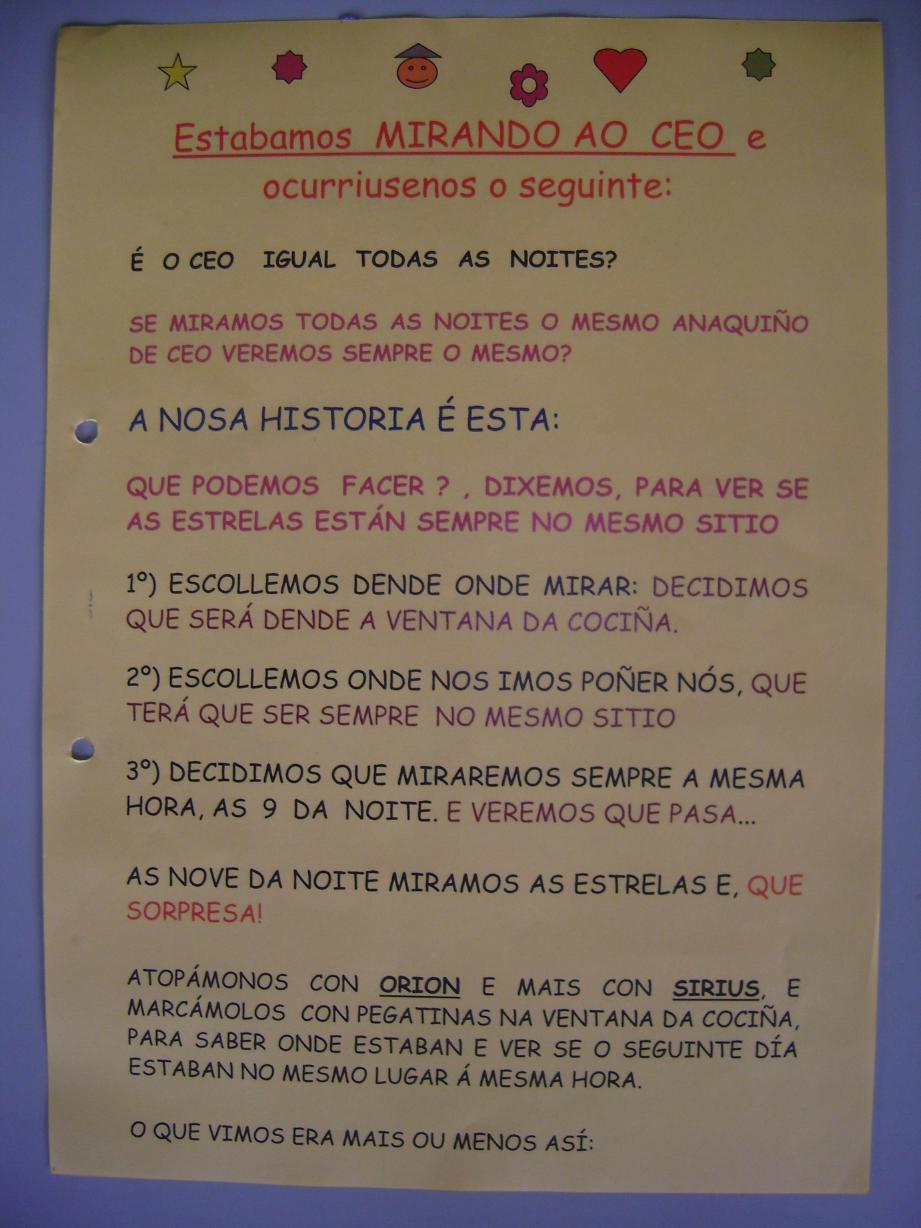 Estabamos MIRANDO AO CEO e
ocurriusenos o seguinte:
É O CEO IGUAL TODAS AS NOITES?
SE MIRAMOS TODAS AS NOITES O MESMO ANAQUIÑO
DE CEO VEREMOS SEMPRE O MESMO?
A NOSA HISTORIA É ESTA:
QUE PODEMOS FACER ? , DIXEMOS, PARA VER SE
AS ESTRELAS ESTÁN SEMPRE NO MESMO SITIO
1º) ESCOLLEMOS DENDE ONDE MIRAR: DECIDIMOS
QUE SERÁ DENDE A VENTANA DA COCIÑA.
2º) ESCOLLEMOS ONDE NOS IMOS POÑER NÓS, QUE
TERÁ QUE SER SEMPRE NO MESMO SITIO
3º) DECIDIMOS QUE MIRAREMOS SEMPRE A MESMA
HORA, AS 9 DA NOITE. E VEREMOS QUE PASA...
AS NOVE DA NOITE MIRAMOS AS ESTRELAS E, QUE
SORPRESA!
ATOPÁMONOS CON ORION E MAIS CON SIRIUS, E
MARCÁMOLOS CON PEGATINAS NA VENTANA DA COCIÑA,
PARA SABER ONDE ESTABAN E VER SE O SEGUINTE DÍA
ESTABAN NO MESMO LUGAR Á MESMA HORA.
O QUE VIMOS ERA MAIS OU MENOS ASÍ: